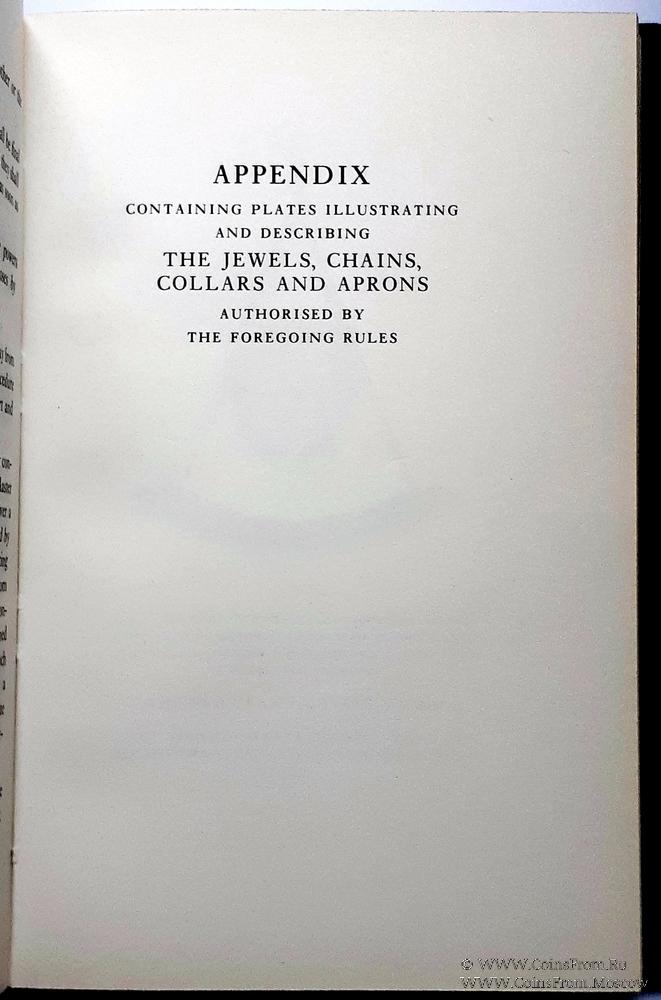 APPENDIX
CONTAINING PLATES ILLUSTRATING
AND DESCRIBING
THE JEWELS, CHAINS,
COLLARS AND APRONS
AUTHORISED BY
THE FOREGOING RULES
© WWW.CoinsFrom.Ru
WWW.CoinsFrom.Moscow